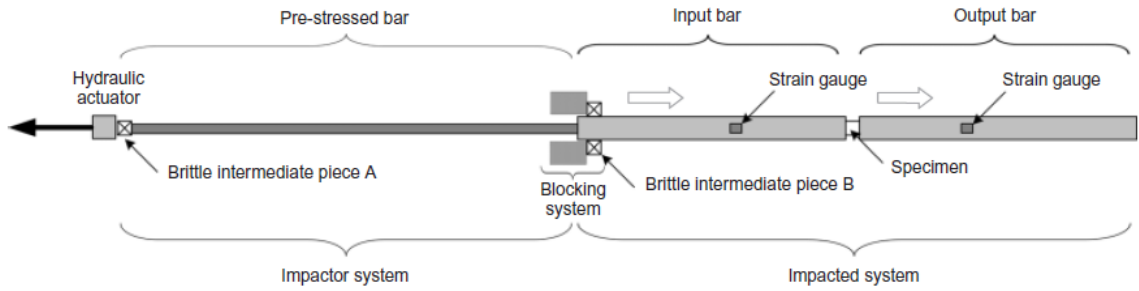 Pre-stressed bar
Input bar
Output bar
Hydraulic
actuator
Strain gauge
Strain gauge
Brittle intermediate piece A
Blocking
system
Brittle intermediate piece B
Specimen
Impactor system
Impacted system